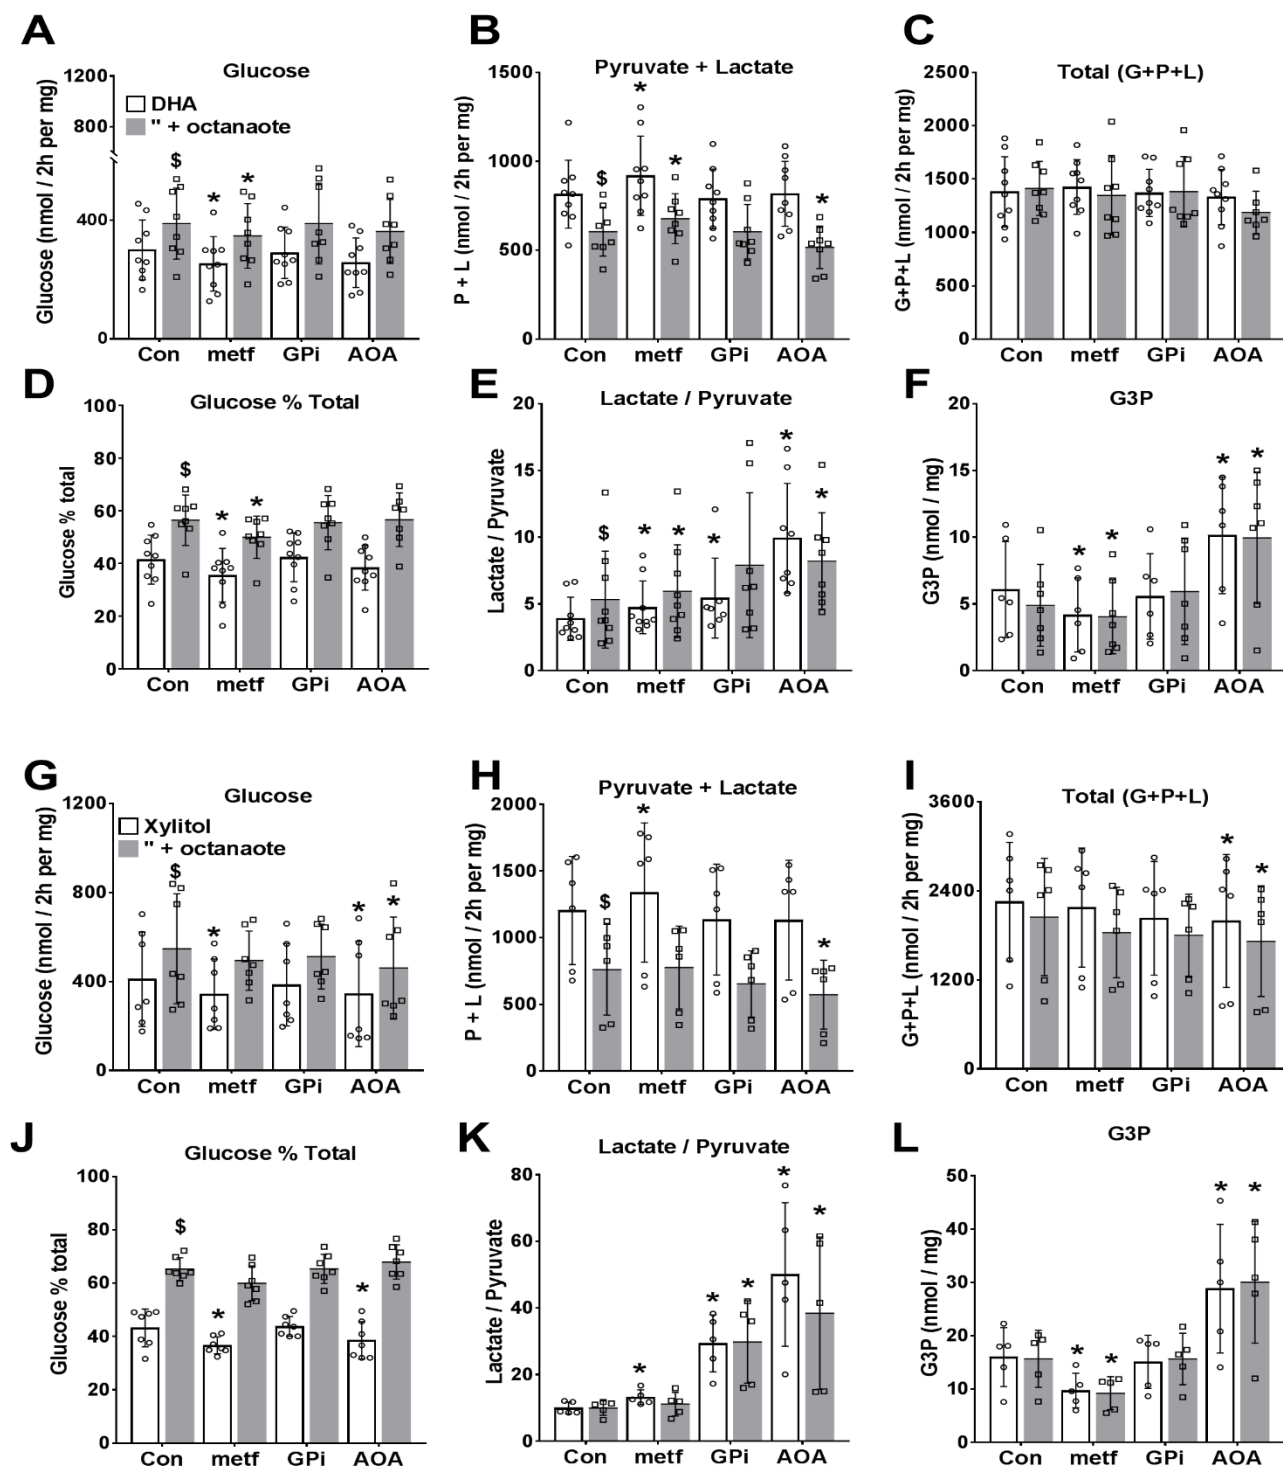 A
Glucose
Glucose (nmol / 2h per mg)
1200
800
400
0
DHA
" + octanaote
$
*
*
Con metf GPi AOA
B
Pyruvate + Lactate
P + L (nmol / 2h per mg)
1500
1000
500
0
$
*
*
*
Con metf GPi AOA
C
Total (G+P+L)
G+P+L (nmol / 2h per mg)
2500
2000
1500
1000
500
0
Con metf GPi AOA
D
Glucose % Total
Glucose % total
100
80
60
40
20
0
$
*
*
Con metf GPi AOA
E
Lactate / Pyruvate
Lactate / Pyruvate
20
15
10
5
0
$
*
*
*
*
*
Con metf GPi AOA
F
G3P
G3P (nmol / mg)
20
15
10
5
0
*
*
*
*
Con metf GPi AOA
G
Glucose
Glucose (nmol / 2h per mg)
1200
800
400
0
Xylitol
" + octanaote
$
*
*
*
Con metf GPi AOA
H
Pyruvate + Lactate
P + L (nmol / 2h per mg)
2000
1500
1000
500
0
$
*
*
Con metf GPi AOA
I
Total (G+P+L)
G+P+L (nmol / 2h per mg)
3600
2400
1200
0
*
*
Con metf GPi AOA
J
Glucose % Total
Glucose % total
100
80
60
40
20
0
$
*
*
Con metf GPi AOA
K
Lactate / Pyruvate
Lactate / Pyruvate
80
60
40
20
0
*
*
*
*
*
Con metf GPi AOA
L
G3P
G3P (nmol / mg)
50
40
30
20
10
0
*
*
*
*
Con metf GPi AOA